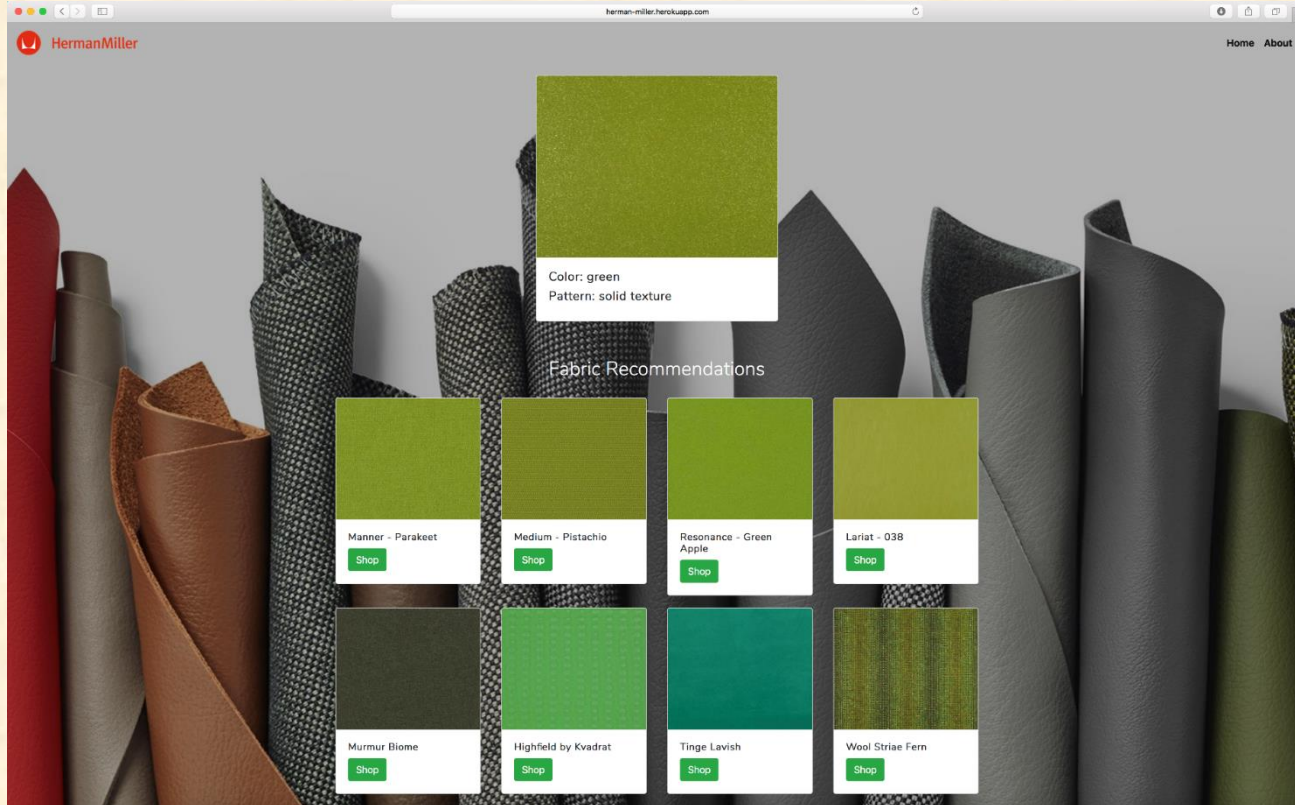 herman-miller.herokuapp.com
HermanMiller
Home About
Color: green
Pattern: solid texture
Fabric Recommendations
Manner - Parakeet
Shop
Medium - Pistachio
Shop
Resonance - Green
Apple
Shop
Lariat - 038
Shop
Murmur Biome
Shop
Highfield by Kvadrat
Shop
Tinge Lavish
Shop
Wool Striae Fern
Shop